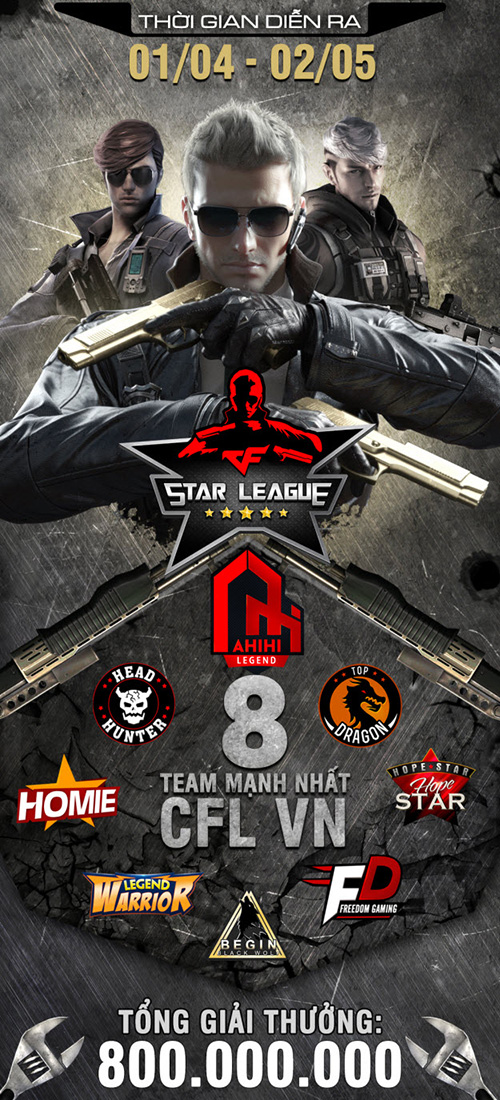 THỜI GIAN DIỄN RA
01/04 - 02/05
CF
STAR LEAGUE
AHIHI
LEGEND
HEAD
HUNTER
TOP
DRAGON
8
TEAM MẠNH NHẤT
CFL VN
HOMIE
HOPE STAR
Hope
STAR
LEGEND
WARRIOR
FD
FREEDOM GAMING
BEGIN
BLACK WOLF
TỔNG GIẢI THƯỞNG:
800.000.000